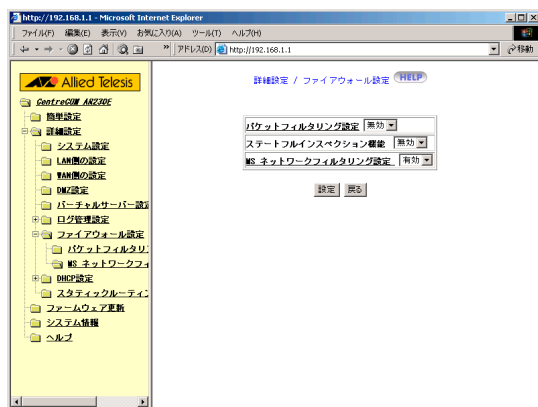 http://192.168.1.1 - Microsoft Internet Explorer
ファイル(F) 編集(E) 表示(V) お気に入り(A) ツール(T) ヘルプ(H)
» アドレス(D) http://192.168.1.1 移動
Allied Telesis
CentreCOM AR230E
簡単設定
詳細設定
システム設定
LAN側の設定
WAN側の設定
DMZ設定
バーチャルサーバー設定
ログ管理設定
ファイアウォール設定
パケットフィルタリ
MS ネットワークフィ
DHCP設定
スタティックルーティ
ファームウェア更新
システム情報
ヘルプ
詳細設定 / ファイアウォール設定 HELP
パケットフィルタリング設定 無効
ステートフルインスペクション機能 無効
MS ネットワークフィルタリング設定 有効
設定 戻る